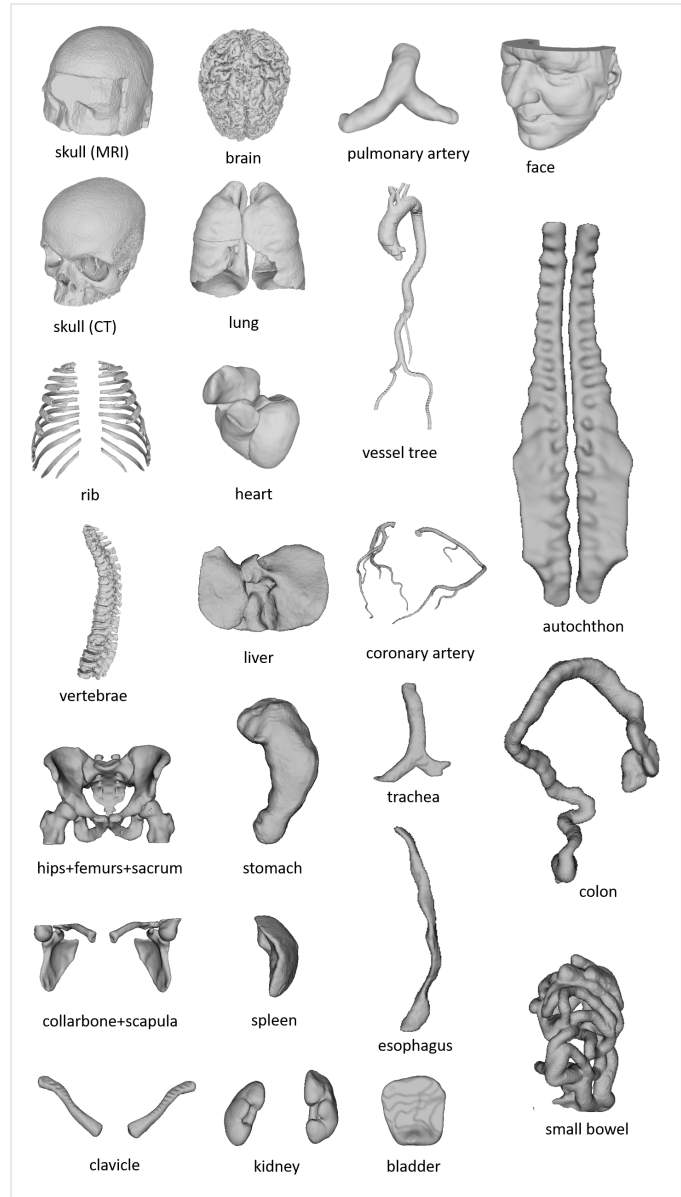 skull (MRI)
brain
pulmonary artery
face
skull (CT)
lung
vessel tree
rib
heart
autochthon
vertebrae
liver
coronary artery
trachea
hips+femurs+sacrum
stomach
colon
collarbone+scapula
spleen
esophagus
small bowel
clavicle
kidney
bladder